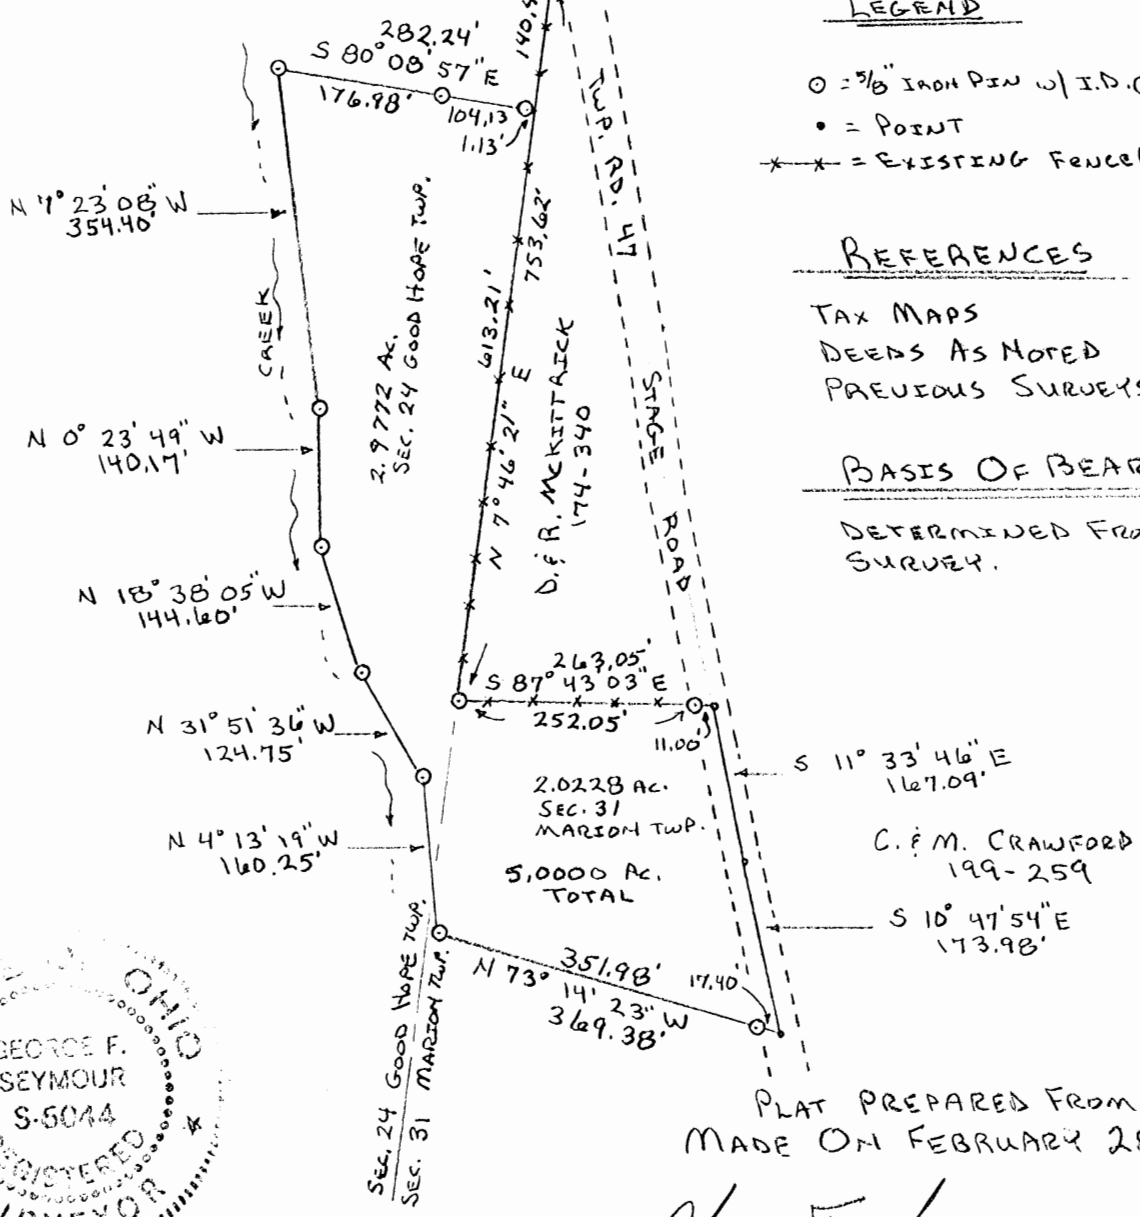 LEGEND
⊙ = 5/8" IRON PIN W/ I.D.
• = POINT
x—x = EXISTING FENCE
REFERENCES
TAX MAPS
DEEDS AS NOTED
PREVIOUS SURVEYS
BASIS OF BEAR
DETERMINED FRO
SURVEY.
282.24'
S 80° 08' 57" E
176.98'
104.13
1.13'
140.
TWP. RD. 47
STAGE ROAD
N 7° 23' 08" W
354.40'
CREEK
2.9772 AC.
SEC. 24 GOOD HOPE TWP.
753.62'
613.21'
N 7° 46' 21" E
D. & R. MCKITTRICK
174-340
N 0° 23' 49" W
140.17'
N 18° 38' 05" W
144.60'
N 31° 51' 36" W
124.75'
N 4° 13' 19" W
160.25'
263.05'
S 87° 43' 03" E
252.05'
11.00'
2.0228 AC.
SEC. 31
MARION TWP.
5.0000 AC.
TOTAL
S 11° 33' 46" E
167.09'
C. & M. CRAWFORD
199-259
S 10° 47' 54" E
173.98'
351.98'
N 73° 14' 23" W
369.38'
17.40'
SEC. 24 GOOD HOPE TWP.
SEC. 31 MARION TWP.
OHIO
GEORGE F.
SEYMOUR
S-6044
REGISTERED
SURVEYOR
PLAT PREPARED FROM
MADE ON FEBRUARY 28